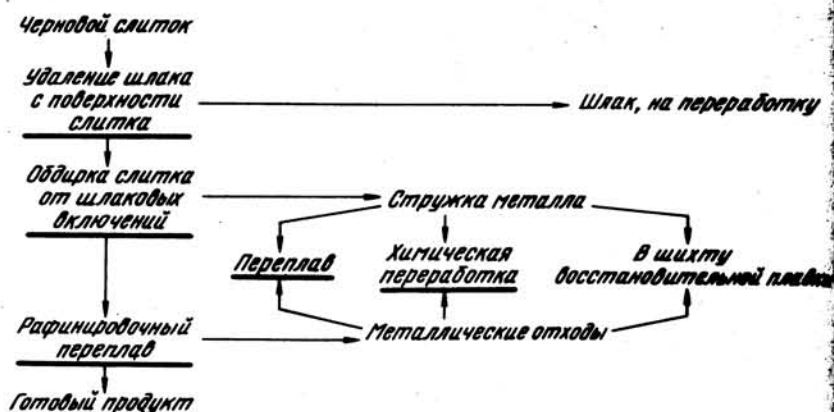 Черновой слиток
Удаление шлака
с поверхности
слитка
Шлак, на переработку
Обдирка слитка
от шлаковых
включений
Стружка металла
Переплав
Химическая
переработка
В шихту
восстановительной плавки
Рафинировочный
переплав
Металлические отходы
Готовый продукт